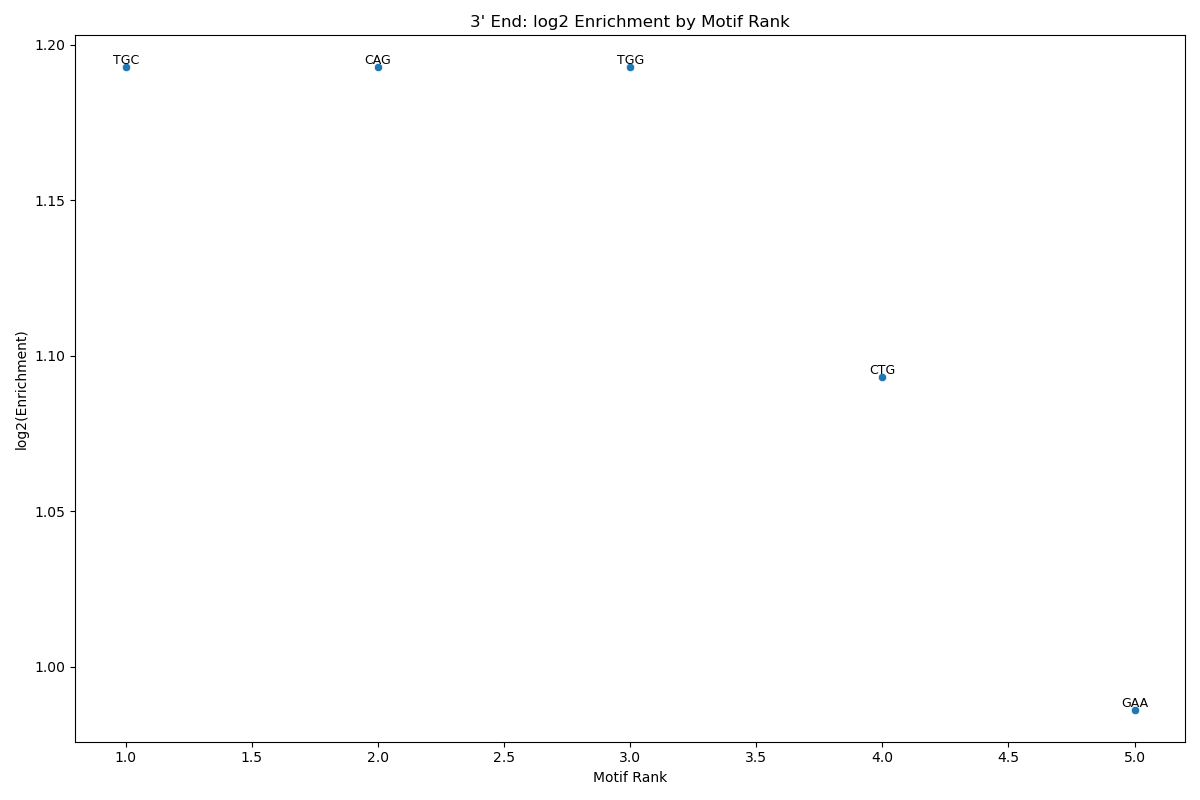 3' End: log2 Enrichment by Motif Rank
1.20
1.15
1.10
1.05
1.00
log2(Enrichment)
TGC
CAG
TGG
CTG
GAA
1.0 1.5 2.0 2.5 3.0 3.5 4.0 4.5 5.0
Motif Rank